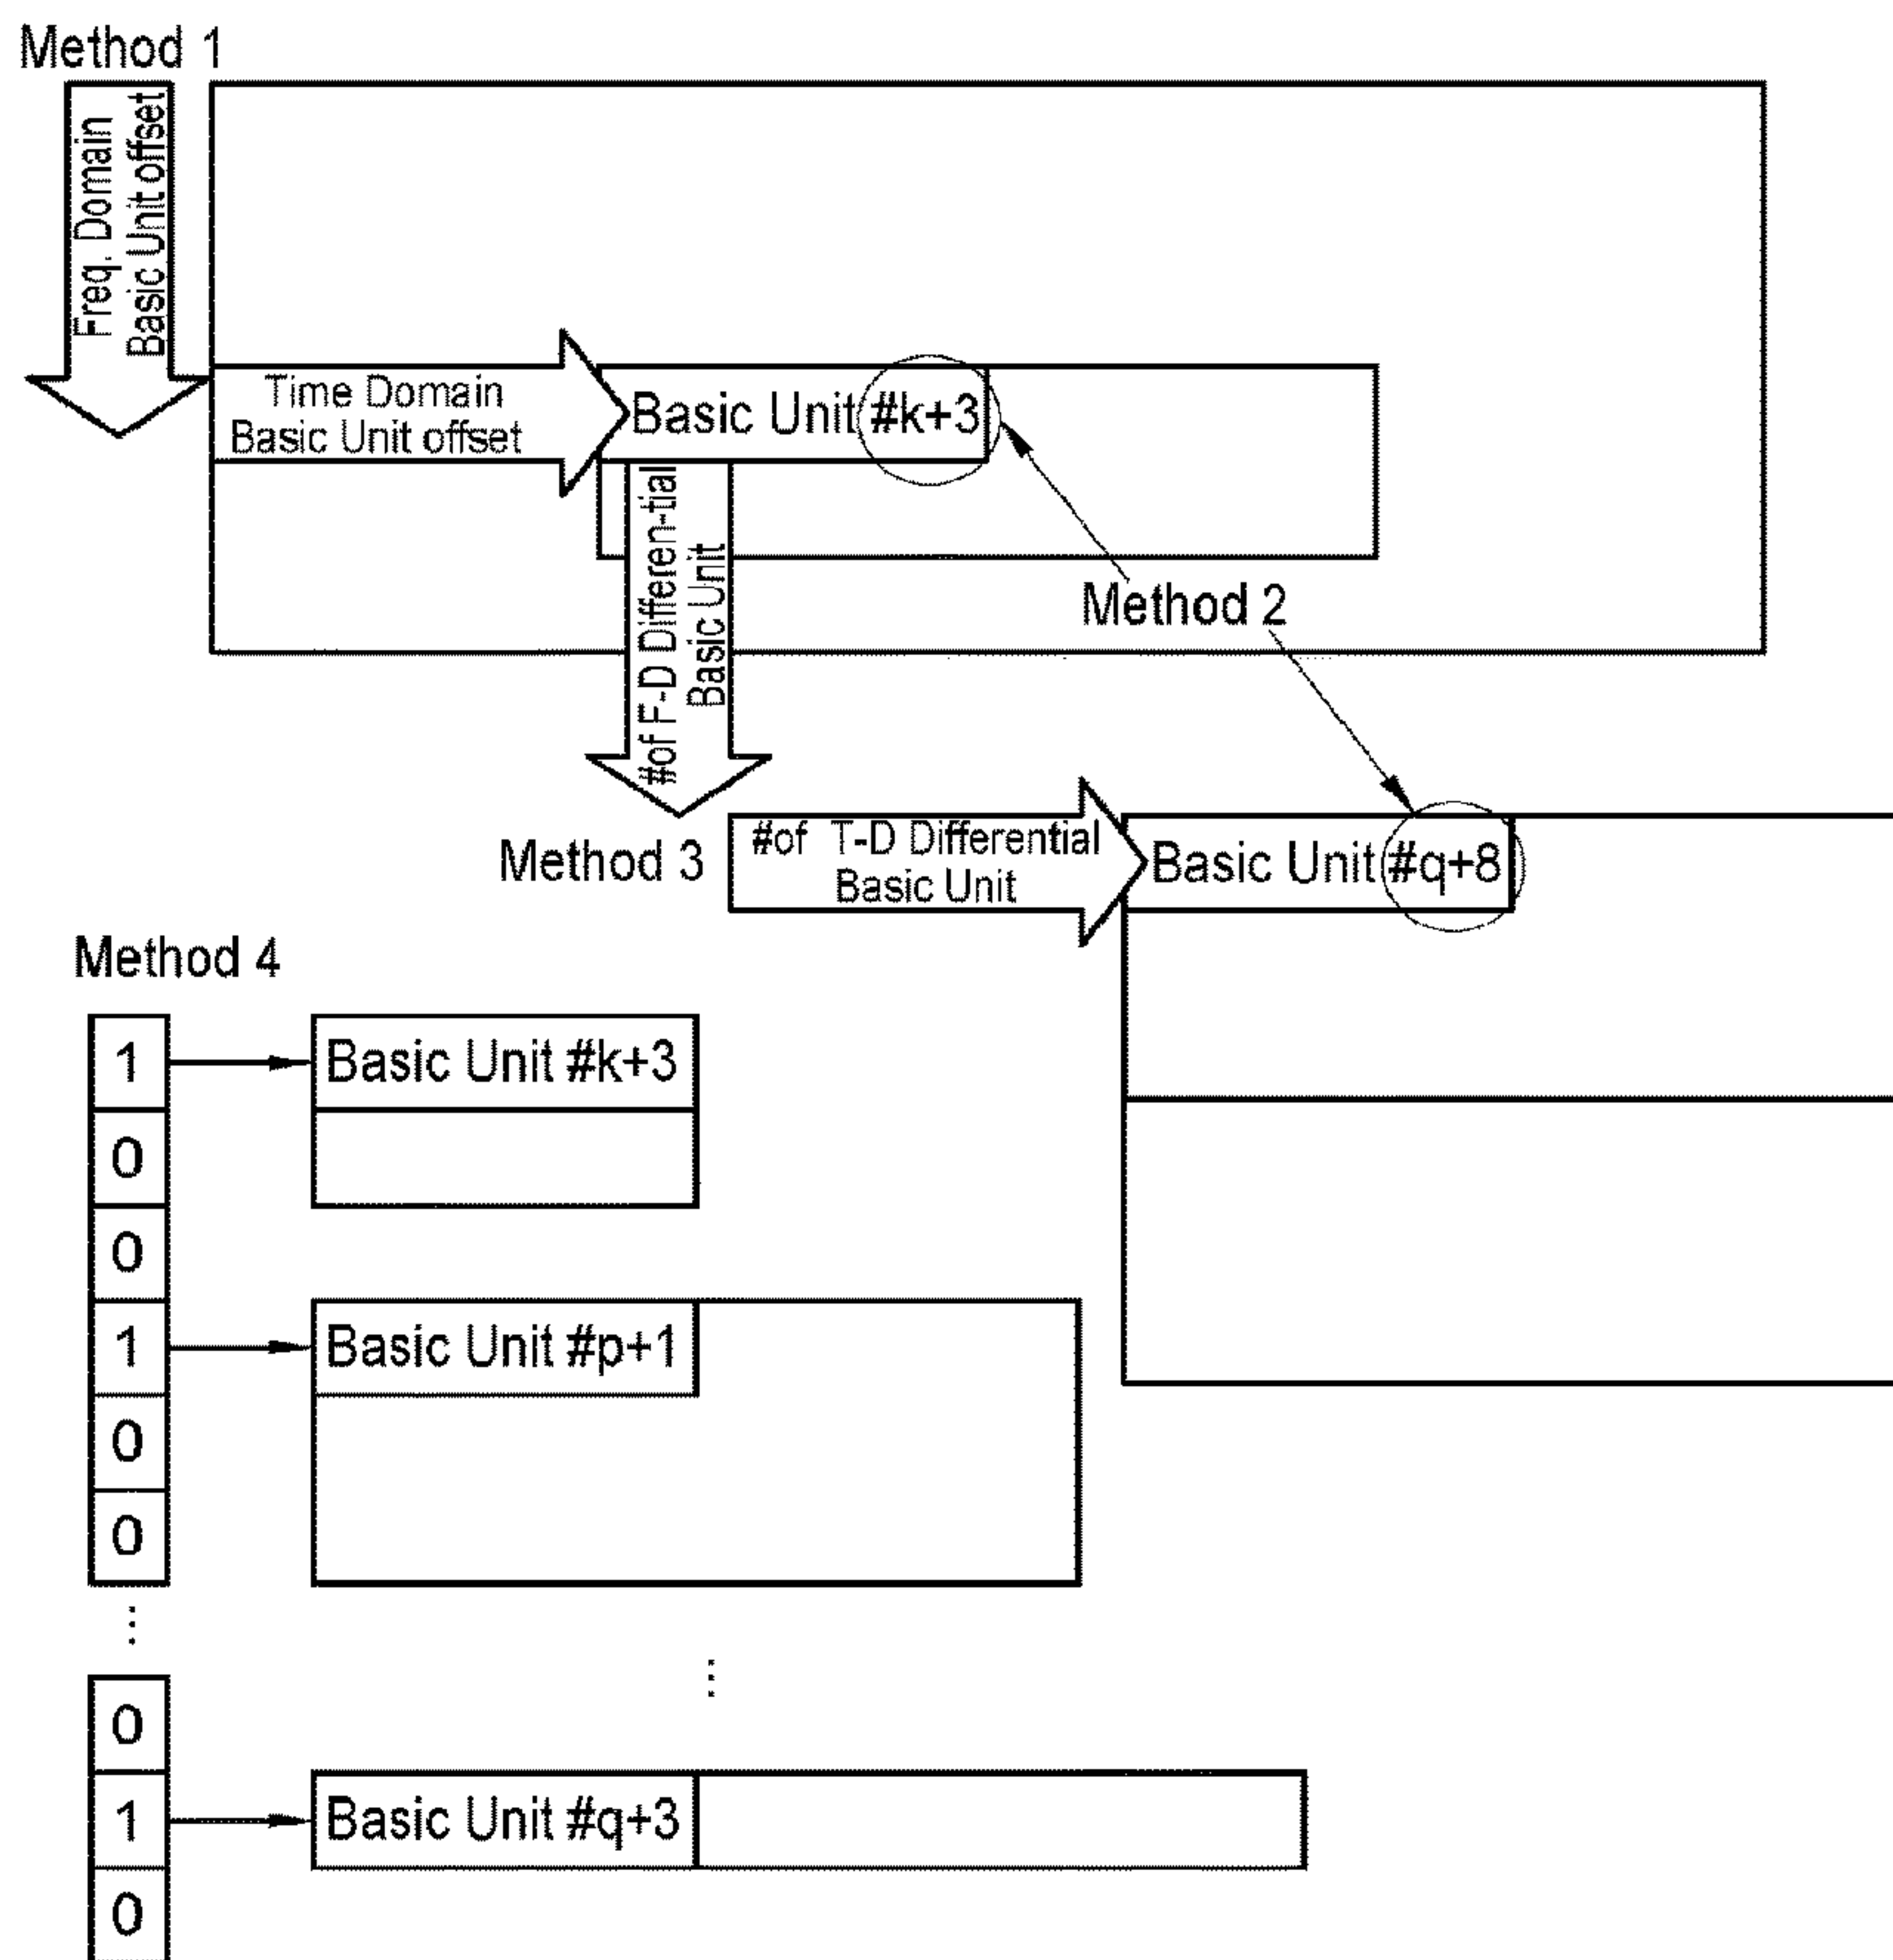 Method 1
Freq. Domain
Basic Unit offset
Time Domain
Basic Unit offset
Basic Unit #k+3
#of F-D Differen-tial
Basic Unit
Method 2
Method 3
#of T-D Differential
Basic Unit
Basic Unit #q+8
Method 4
1
Basic Unit #k+3
0
0
1
Basic Unit #p+1
0
0
⋮
⋮
0
1
Basic Unit #q+3
0